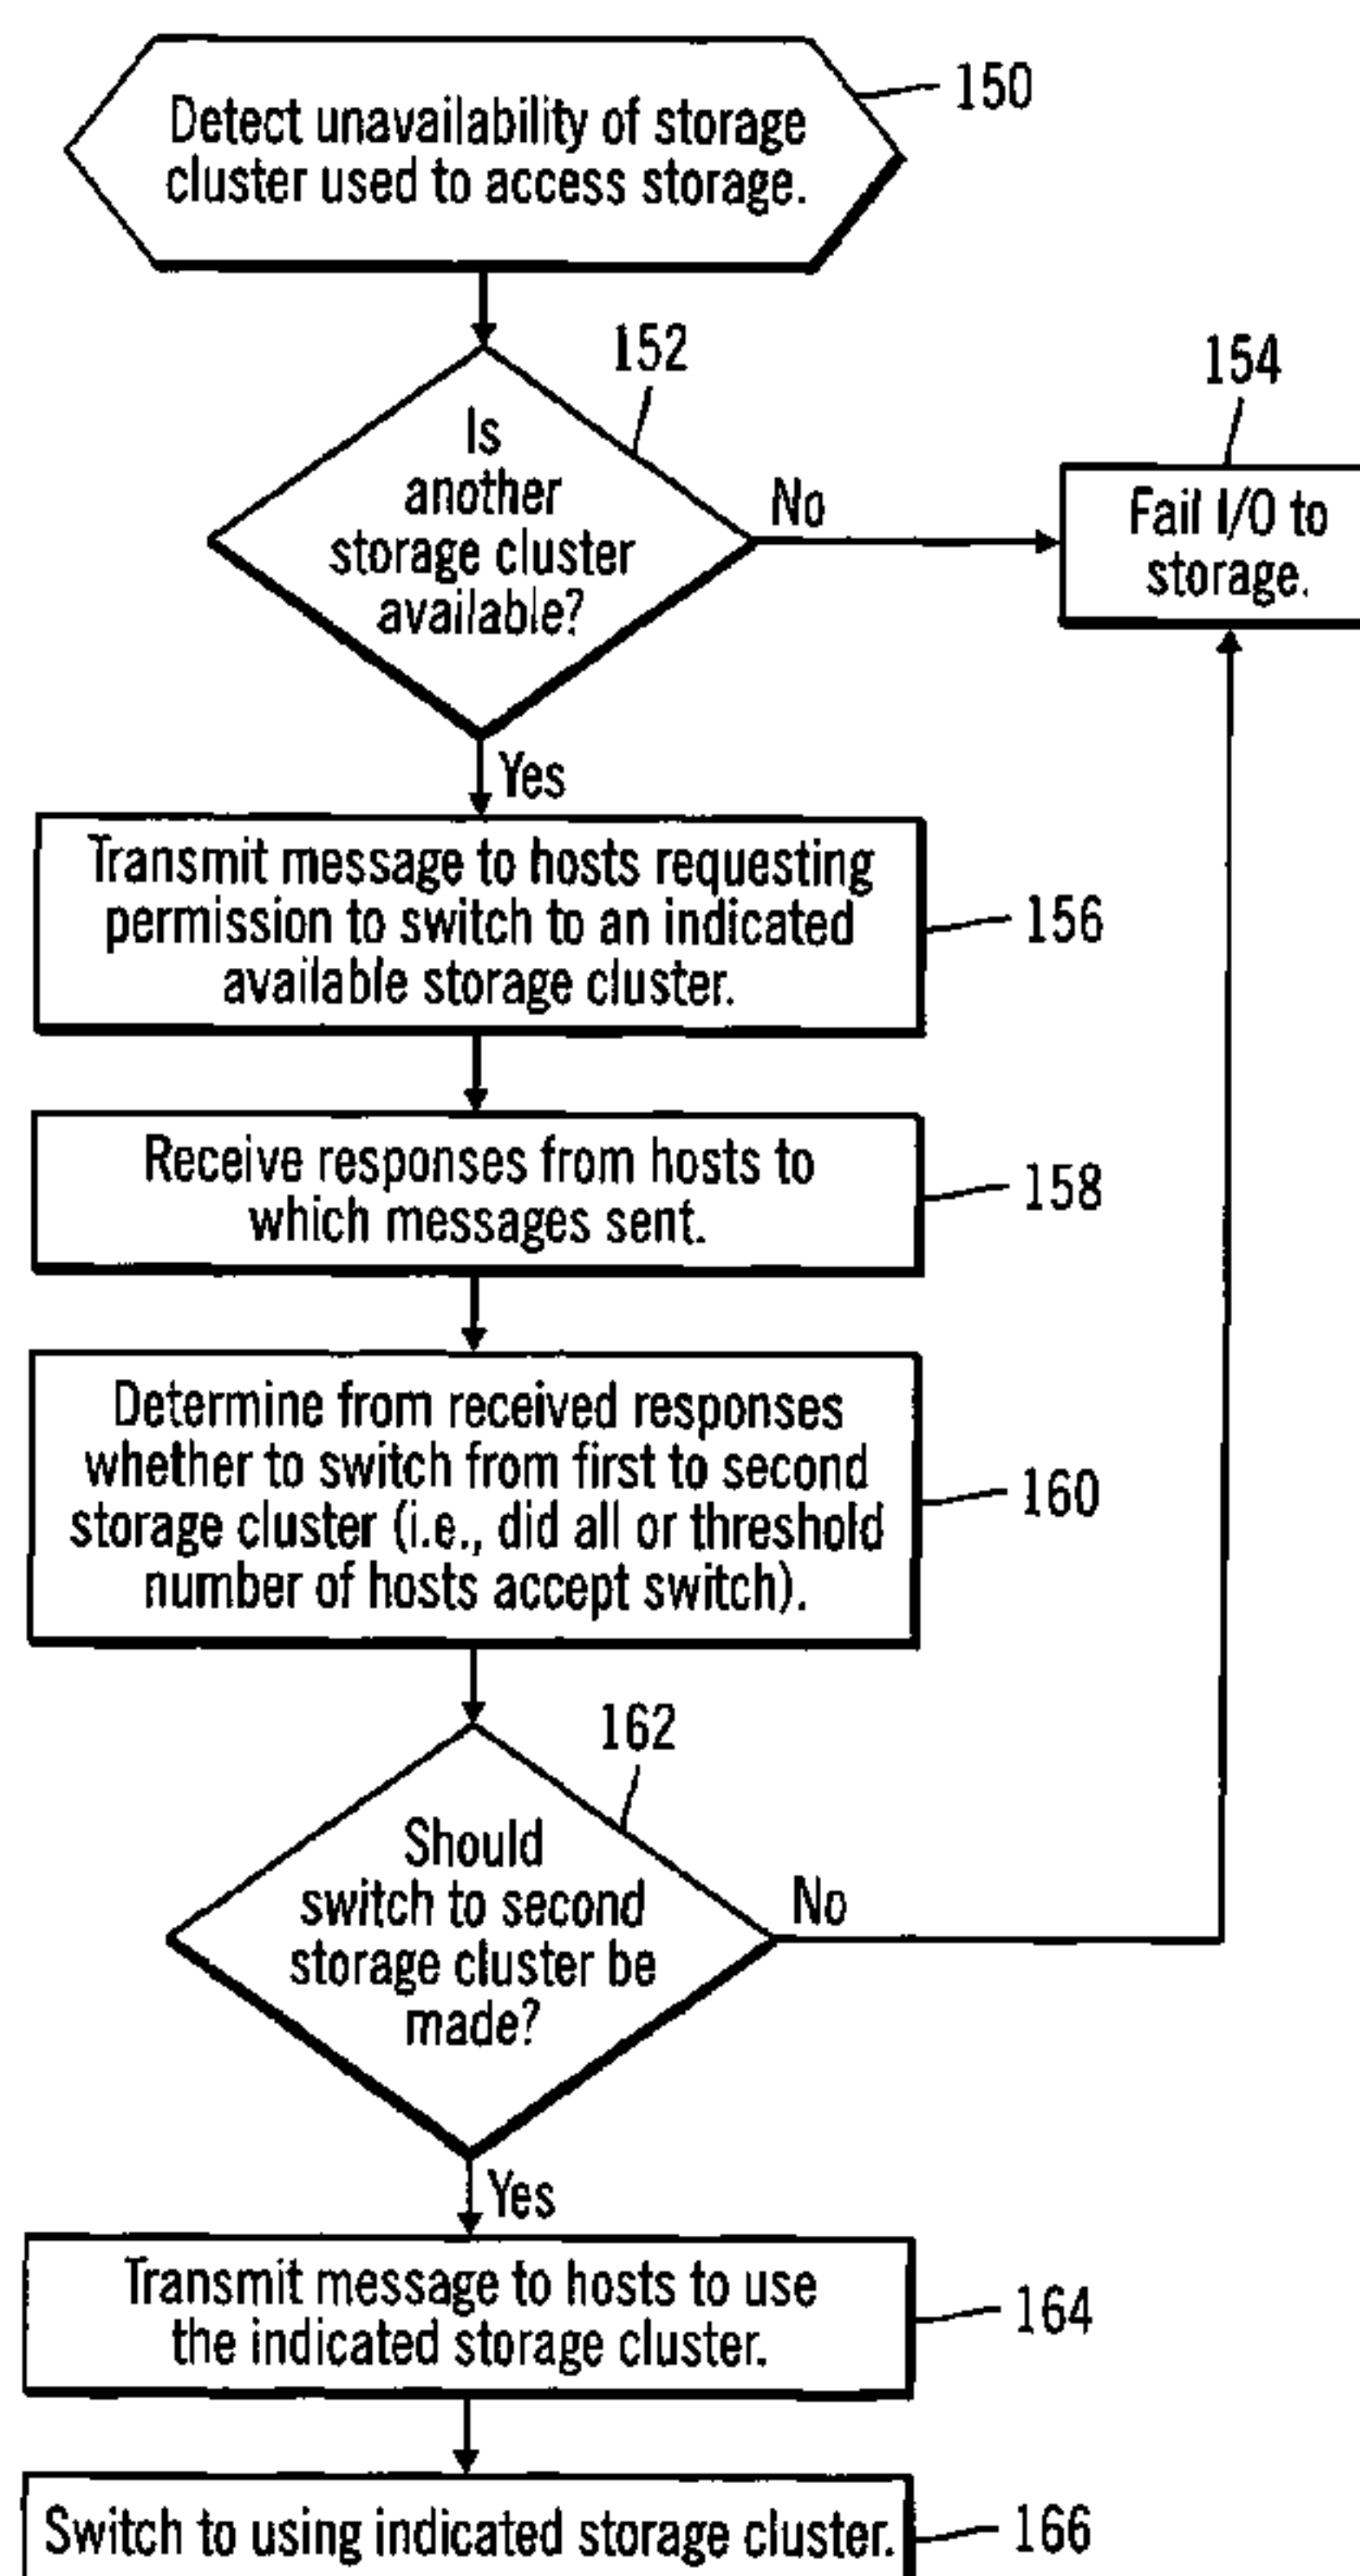 Detect unavailability of storage
cluster used to access storage.
150
152
Is
another
storage cluster
available?
No
154
Fail I/O to
storage.
Yes
Transmit message to hosts requesting
permission to switch to an indicated
available storage cluster.
156
Receive responses from hosts to
which messages sent.
158
Determine from received responses
whether to switch from first to second
storage cluster (i.e., did all or threshold
number of hosts accept switch).
160
162
Should
switch to second
storage cluster be
made?
No
Yes
Transmit message to hosts to use
the indicated storage cluster.
164
Switch to using indicated storage cluster.
166